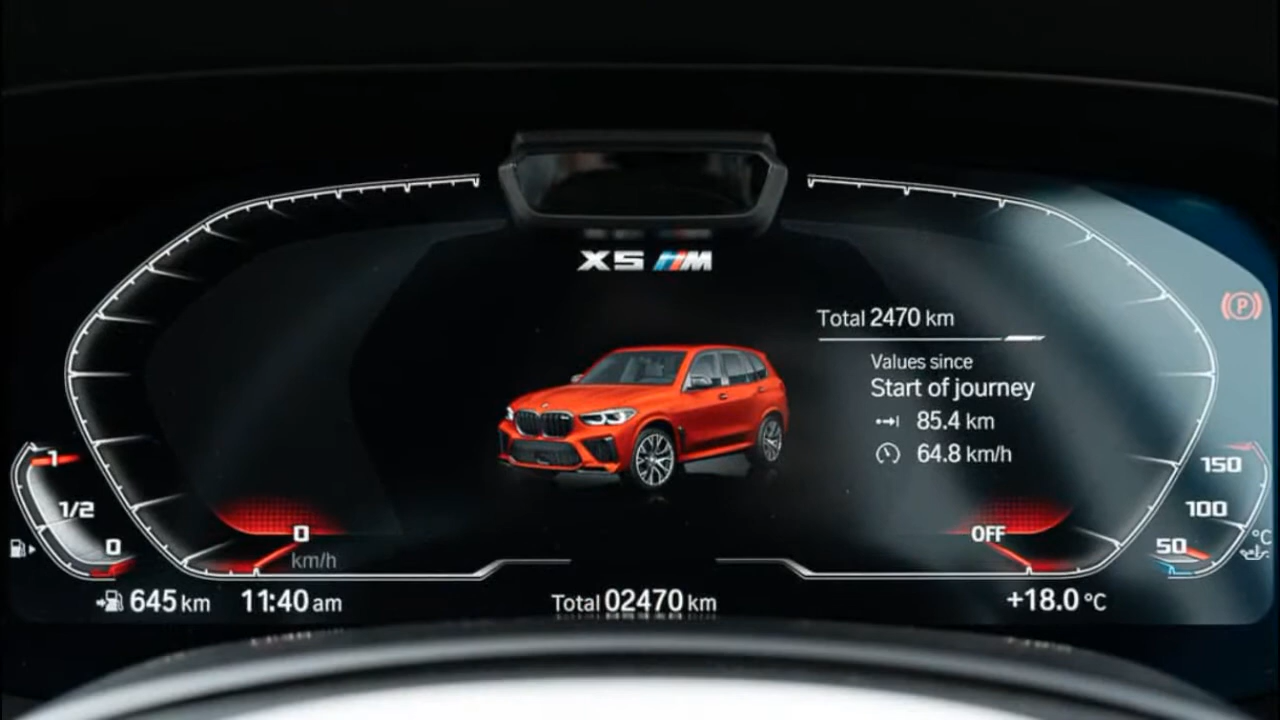 X5 M
Total 2470 km
Values since
Start of journey
85.4 km
64.8 km/h
P
1
1/2
0
0
km/h
OFF
150
100
50
°C
645 km
11:40 am
Total 02470 km
+18.0 °C